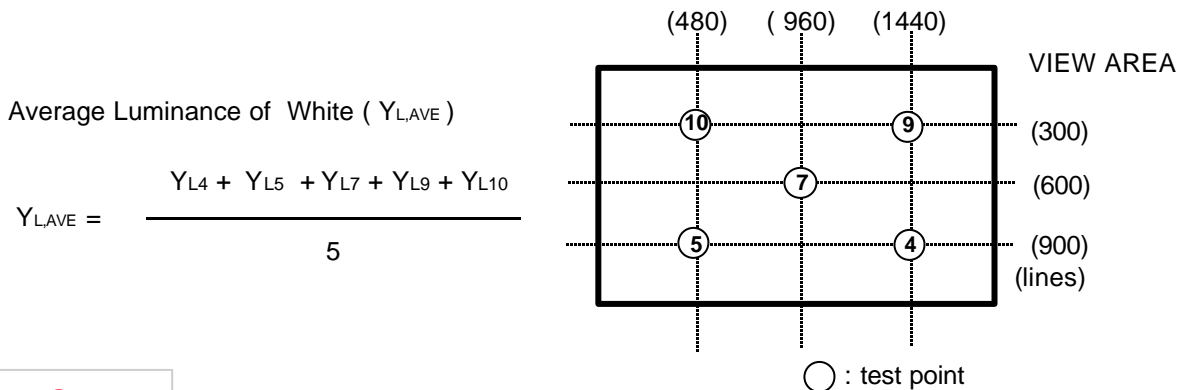 (480) ( 960) (1440)
VIEW AREA
Average Luminance of White ( YL,AVE )
10 9 (300)
YL4 + YL5 + YL7 + YL9 + YL10
7 (600)
YL,AVE =
5
5 4 (900)
(lines)
: test point